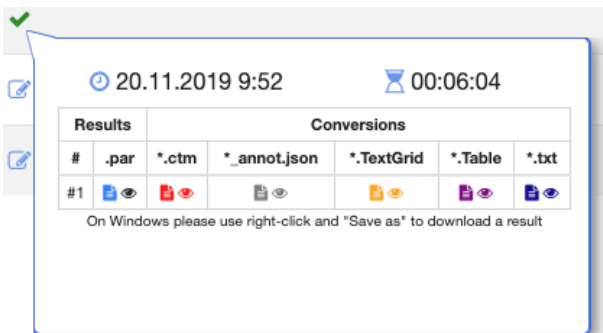 20.11.2019 9:52 00:06:04
Results Conversions
# .par *.ctm *_annot.json *.TextGrid *.Table *.txt
#1
On Windows please use right-click and "Save as" to download a result